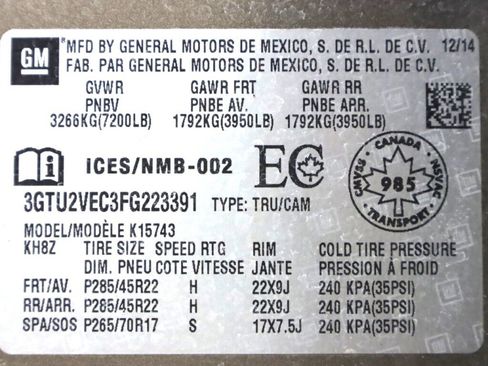 GM
*MFD BY GENERAL MOTORS DE MEXICO, S. DE R.L. DE C.V. 12/14
FAB. PAR GENERAL MOTORS DE MEXICO, S. DE R.L. DE C.V.
GVWR GAWR FRT GAWR RR
PNBV PNBE AV. PNBE APR.
3266KG(7200LB) 1792KG(3950LB) 1792KG(3950LB)
i ICES/NMB-002 EC
CANADA
CMVSS NSVAC
985
TRANSPORT
3GTU2VEC3FG223391 TYPE: TRU/CAM
MODEL/MODÈLE K15743
KH8Z TIRE SIZE SPEED RTG RIM COLD TIRE PRESSURE
DIM. PNEU COTE VITESSE JANTE PRESSION À FROID
FRT/AV. P285/45R22 H 22X9J 240 KPA(35PSI)
RR/ARR. P285/45R22 H 22X9J 240 KPA(35PSI)
SPA/SOS P265/70R17 S 17X7.5J 240 KPA(35PSI)